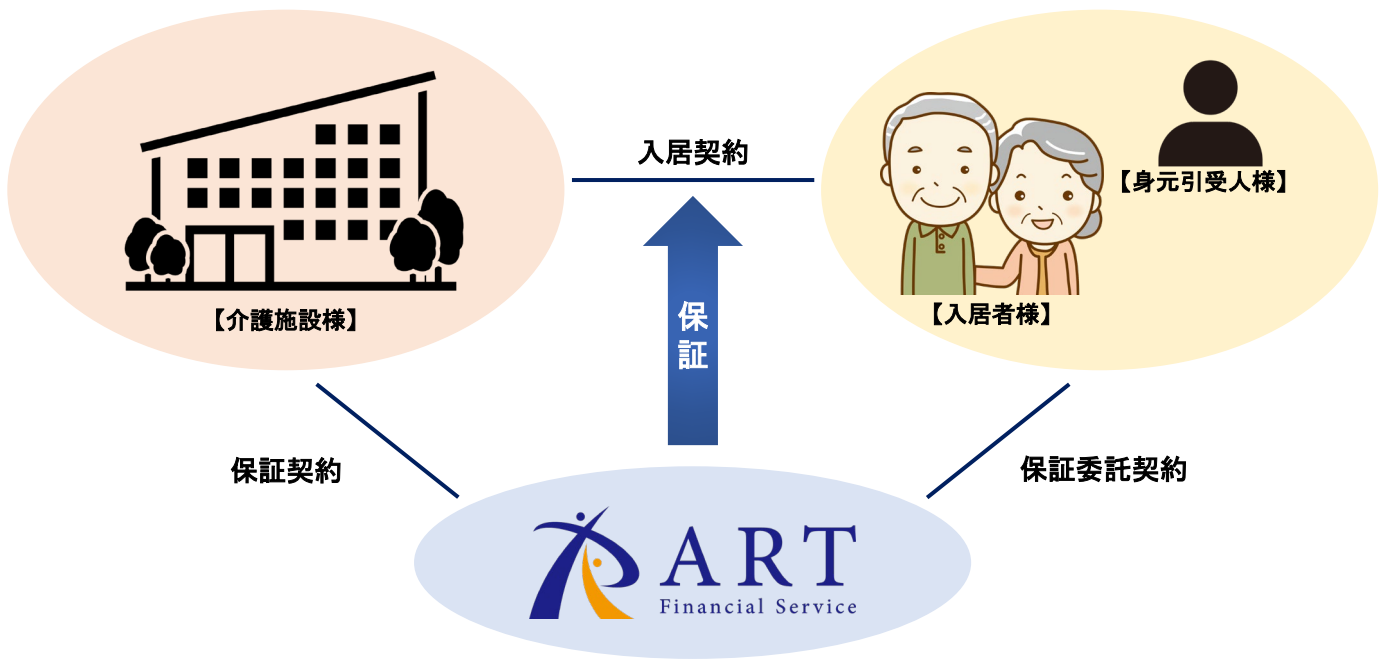 入居契約
【身元引受人様】
【介護施設様】
【入居者様】
保証
保証契約
保証委託契約
ART
Financial Service